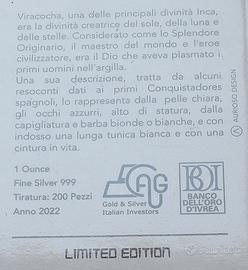 Viracocha, una delle principali divinità Inca,
era la divinità creatrice del sole, della luna e
delle stelle. Considerato come lo Splendore
Originario, il maestro del mondo e l'eroe
civilizzatore, era il Dio che aveva plasmato i
primi uomini nell'argilla.
Una sua descrizione, tratta da alcuni
resoconti dati ai primi Conquistadores
spagnoli, lo rappresenta dalla pelle chiara,
gli occhi azzurri, alto di statura, dalla
capigliatura e barba bionde o bianche, e con
indosso una lunga tunica bianca e con una
cintura in vita.
AUROSO DESIGN
1 Ounce
Fine Silver 999
Tiratura: 200 Pezzi
Anno 2022
Gold & Silver
Italian Investors
BANCO
DELL'ORO
D'IVREA
LIMITED EDITION